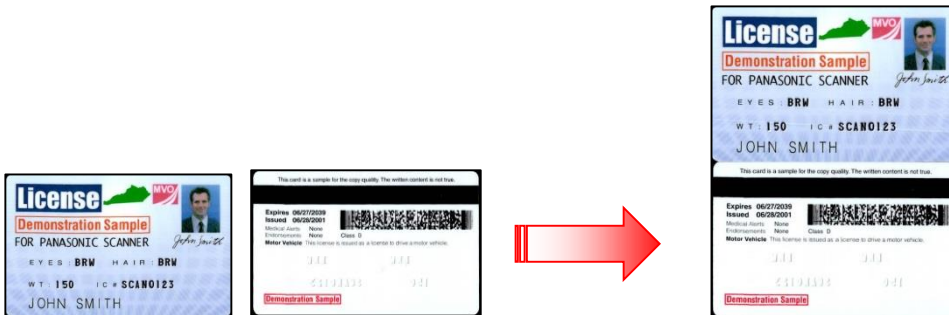 License MVO
Demonstration Sample
FOR PANASONIC SCANNER John Smith
EYES:BRW HAIR:BRW
WT:150 IC#SCAN0123
JOHN SMITH
This card is a sample for the copy quality. The written content is not true.
Expires 06/27/2039
Issued 06/28/2001
Medical Alerts None
Endorsements None Class D
Motor Vehicle This license is issued as a license to drive a motor vehicle.
Demonstration Sample
License MVO
Demonstration Sample
FOR PANASONIC SCANNER John Smith
EYES:BRW HAIR:BRW
WT:150 IC#SCAN0123
JOHN SMITH
This card is a sample for the copy quality. The written content is not true.
Expires 06/27/2039
Issued 06/28/2001
Medical Alerts None
Endorsements None Class D
Motor Vehicle This license is issued as a license to drive a motor vehicle.
Demonstration Sample